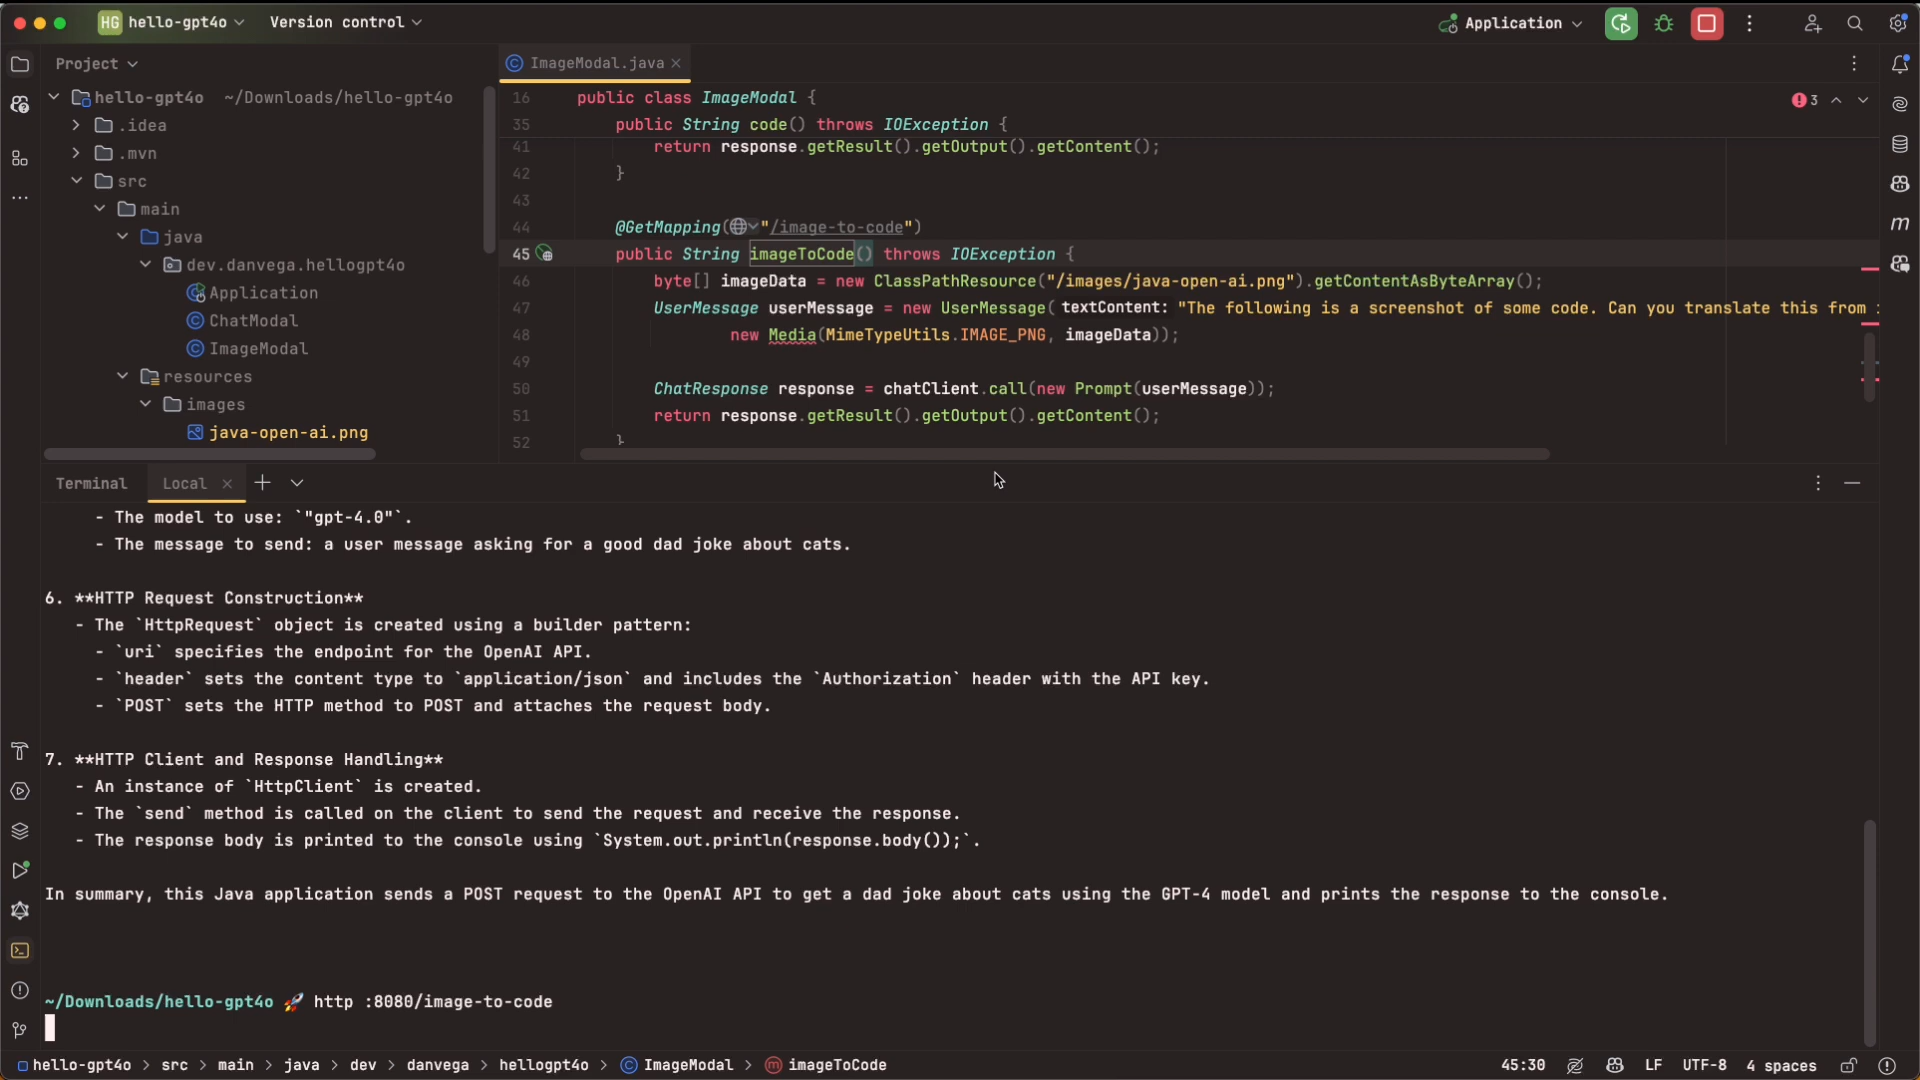 HG hello-gpt4o Version control Application
Project
ImageModal.java
hello-gpt4o ~/Downloads/hello-gpt4o
.idea
.mvn
src
main
java
dev.danvega.hellogpt4o
Application
ChatModal
ImageModal
resources
images
java-open-ai.png
3
16 public class ImageModal {
35 public String code() throws IOException {
41 return response.getResult().getOutput().getContent();
42 }
43
44 @GetMapping("/image-to-code")
45 public String imageToCode() throws IOException {
46 byte[] imageData = new ClassPathResource("/images/java-open-ai.png").getContentAsByteArray();
47 UserMessage userMessage = new UserMessage( textContent: "The following is a screenshot of some code. Can you translate this from
48 new Media(MimeTypeUtils.IMAGE_PNG, imageData));
49
50 ChatResponse response = chatClient.call(new Prompt(userMessage));
51 return response.getResult().getOutput().getContent();
52 }
m
Terminal Local
- The model to use: `"gpt-4.0"`.
- The message to send: a user message asking for a good dad joke about cats.
6. **HTTP Request Construction**
- The `HttpRequest` object is created using a builder pattern:
- `uri` specifies the endpoint for the OpenAI API.
- `header` sets the content type to `application/json` and includes the `Authorization` header with the API key.
- `POST` sets the HTTP method to POST and attaches the request body.
7. **HTTP Client and Response Handling**
- An instance of `HttpClient` is created.
- The `send` method is called on the client to send the request and receive the response.
- The response body is printed to the console using `System.out.println(response.body());`.
In summary, this Java application sends a POST request to the OpenAI API to get a dad joke about cats using the GPT-4 model and prints the response to the console.
~/Downloads/hello-gpt4o 🚀 http :8080/image-to-code
hello-gpt4o > src > main > java > dev > danvega > hellogpt4o > ImageModal > imageToCode 45:30 LF UTF-8 4 spaces